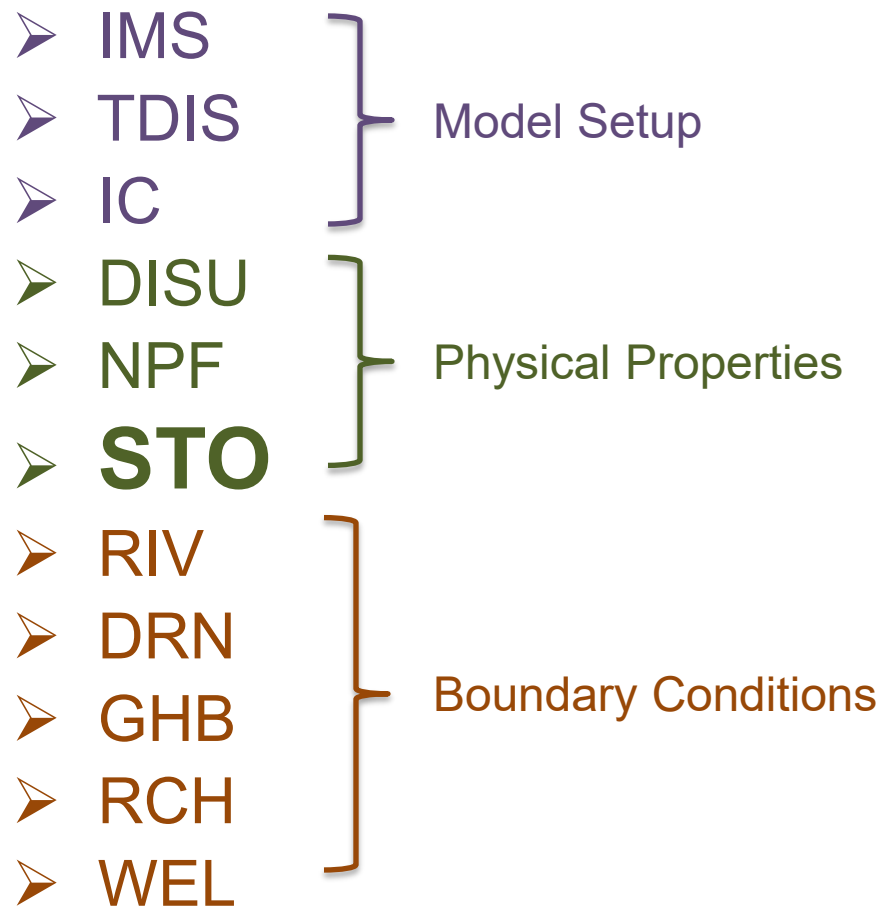 ➢ IMS
➢ TDIS
➢ IC
Model Setup
➢ DISU
➢ NPF
➢ STO
Physical Properties
➢ RIV
➢ DRN
➢ GHB
➢ RCH
➢ WEL
Boundary Conditions